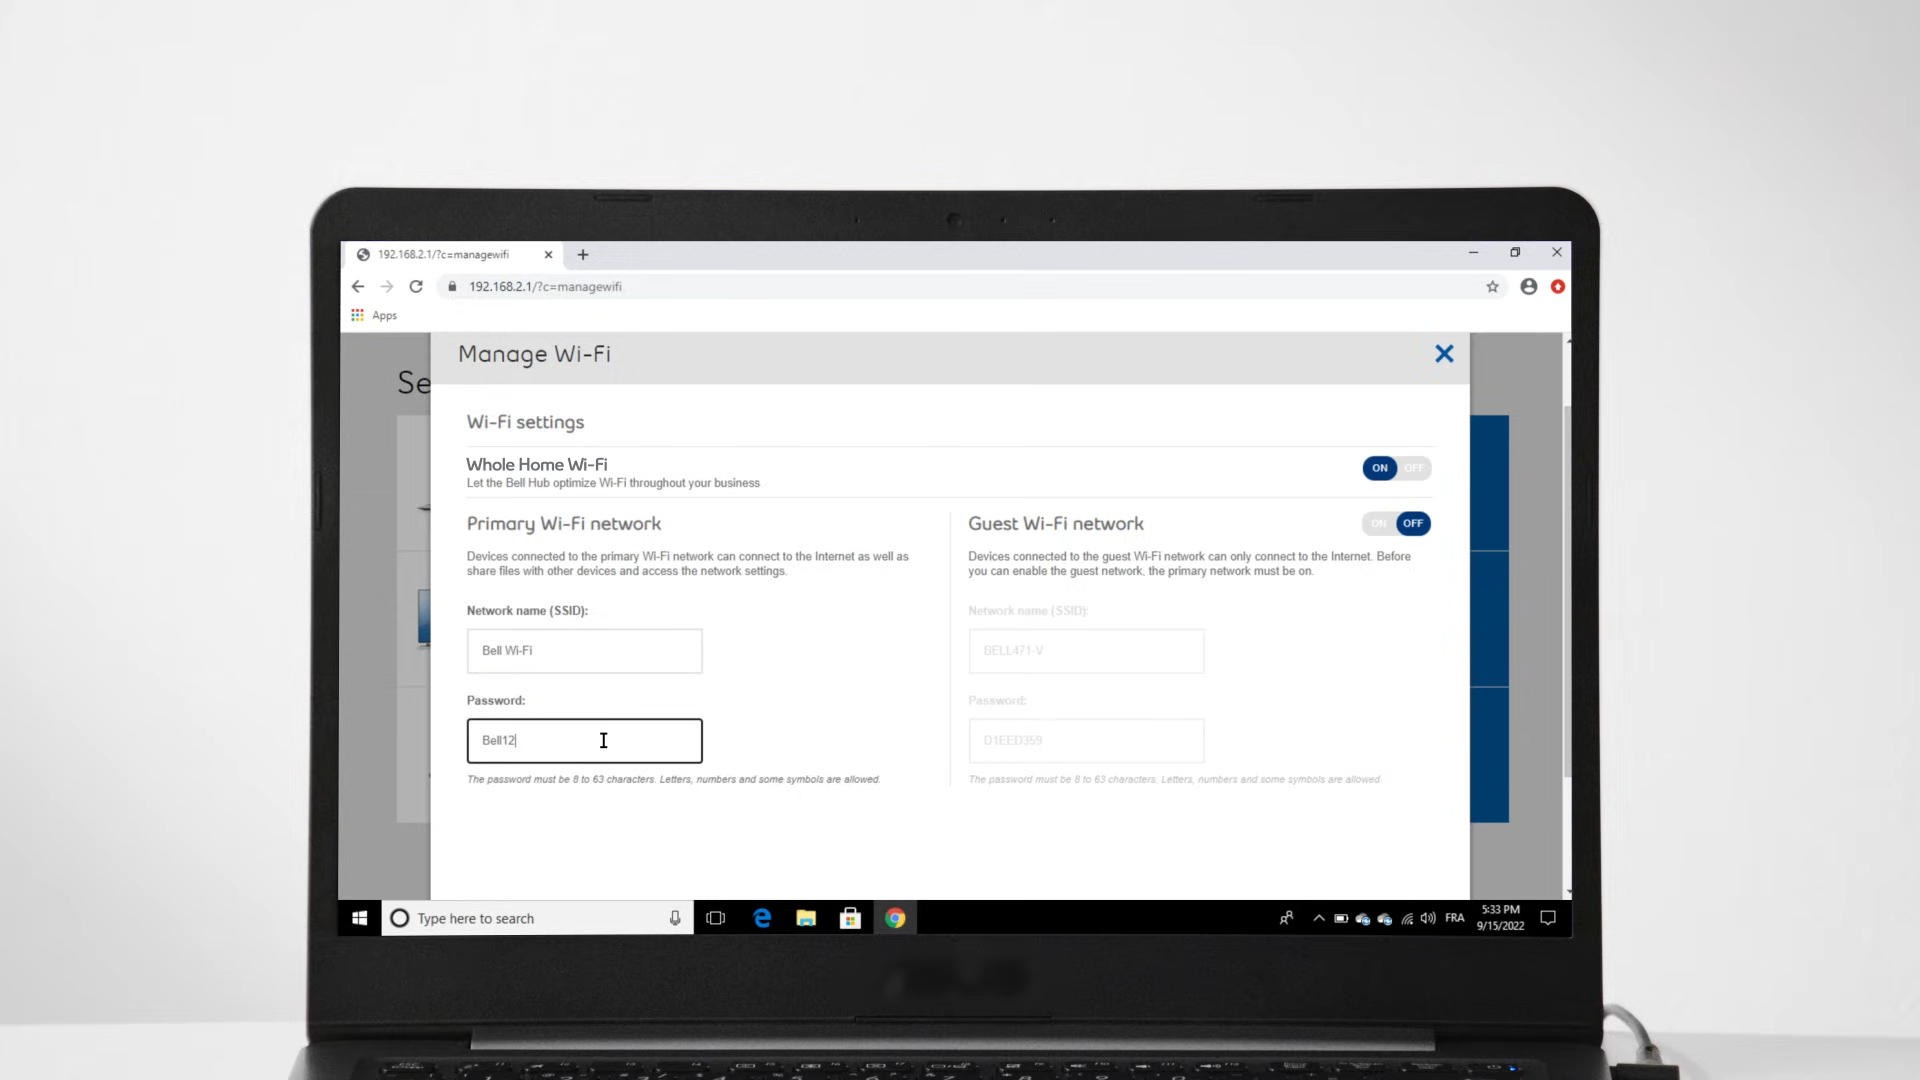 192.168.2.1/?c=managewifi
192.168.2.1/?c=managewifi
Apps
Se
Manage Wi-Fi
Wi-Fi settings
Whole Home Wi-Fi
ON OFF
Let the Bell Hub optimize Wi-Fi throughout your business
Primary Wi-Fi network
Devices connected to the primary Wi-Fi network can connect to the Internet as well as
share files with other devices and access the network settings.
Network name (SSID):
Bell Wi-Fi
Password:
Bell12
The password must be 8 to 63 characters. Letters, numbers and some symbols are allowed.
Guest Wi-Fi network
ON OFF
Devices connected to the guest Wi-Fi network can only connect to the Internet. Before
you can enable the guest network, the primary network must be on.
Network name (SSID):
BELL471-V
Password:
D1EED359
The password must be 8 to 63 characters. Letters, numbers and some symbols are allowed.
Type here to search
FRA
5:33 PM
9/15/2022